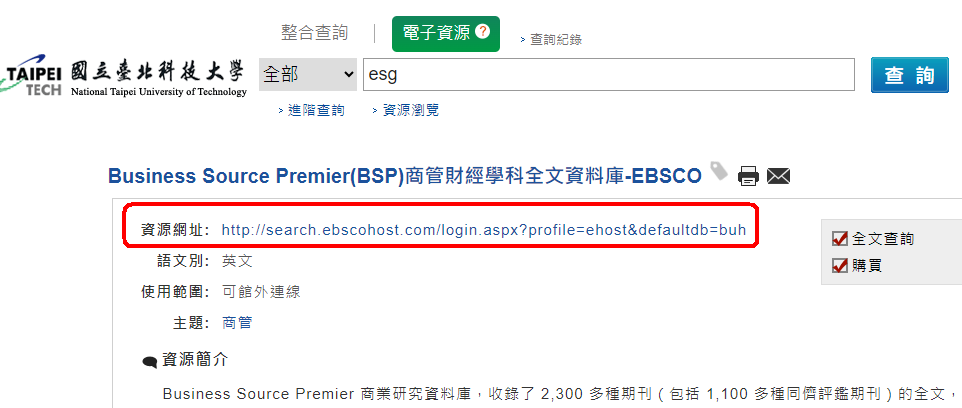 整合查詢 | 電子資源 ? › 查詢紀錄
TAIPEI TECH 國立臺北科技大學
National Taipei University of Technology
全部 esg 查 詢
› 進階查詢 › 資源瀏覽
Business Source Premier(BSP)商管財經學科全文資料庫-EBSCO
資源網址: http://search.ebscohost.com/login.aspx?profile=ehost&defaultdb=buh
全文查詢
語文別: 英文
購買
使用範圍: 可館外連線
主題: 商管
資源簡介
Business Source Premier 商業研究資料庫，收錄了 2,300 多種期刊 ( 包括 1,100 多種同儕評鑑期刊 ) 的全文，